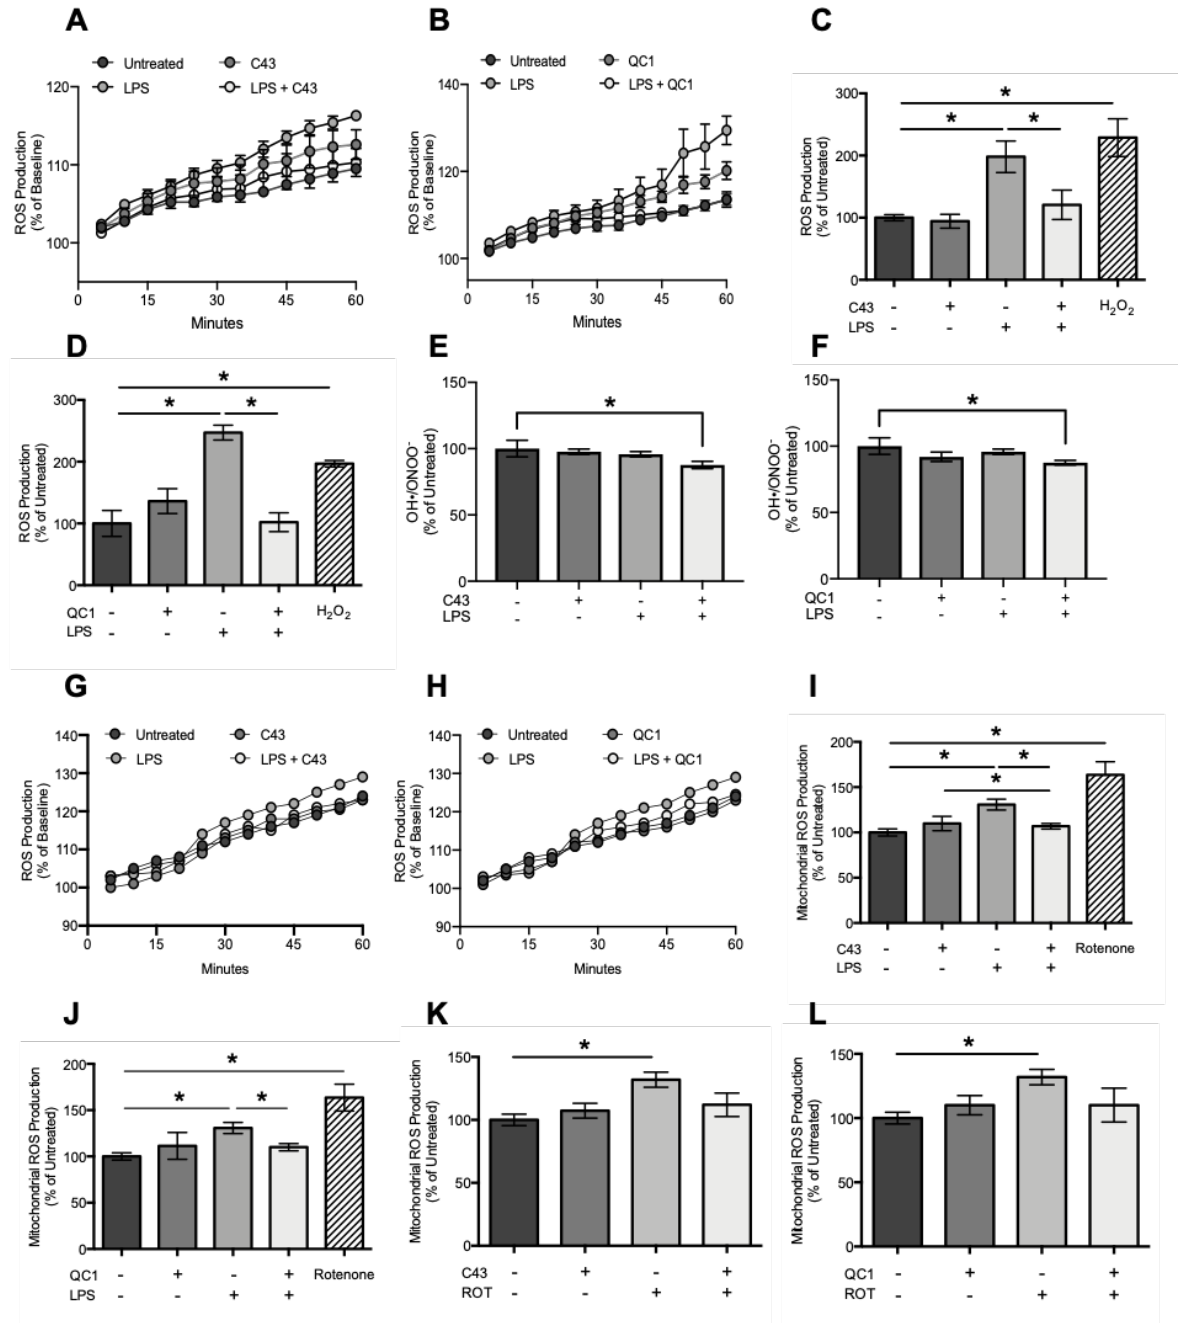 A
Untreated C43
LPS LPS + C43
ROS Production
(% of Baseline)
120
110
100
0 15 30 45 60
Minutes
B
Untreated QC1
LPS LPS + QC1
ROS Production
(% of Baseline)
140
120
100
0 15 30 45 60
Minutes
C
ROS Production
(% of Untreated)
300
200
100
0
* * *
C43 - + - + H₂O₂
LPS - - + +
D
ROS Production
(% of Untreated)
300
200
100
0
* * *
QC1 - + - + H₂O₂
LPS - - + +
E
OH•/ONOO⁻
(% of Untreated)
150
100
50
0
*
C43 - + - +
LPS - - + +
F
OH•/ONOO⁻
(% of Untreated)
150
100
50
0
*
QC1 - + - +
LPS - - + +
G
Untreated C43
LPS LPS + C43
ROS Production
(% of Baseline)
140
130
120
110
100
90
0 15 30 45 60
Minutes
H
Untreated QC1
LPS LPS + QC1
ROS Production
(% of Baseline)
140
130
120
110
100
90
0 15 30 45 60
Minutes
I
Mitochondrial ROS Production
(% of Untreated)
200
150
100
50
0
* * * *
C43 - + - + Rotenone
LPS - - + +
J
Mitochondrial ROS Production
(% of Untreated)
200
150
100
50
0
* * *
QC1 - + - + Rotenone
LPS - - + +
K
Mitochondrial ROS Production
(% of Untreated)
150
100
50
0
*
C43 - + - +
ROT - - + +
L
Mitochondrial ROS Production
(% of Untreated)
150
100
50
0
*
QC1 - + - +
ROT - - + +